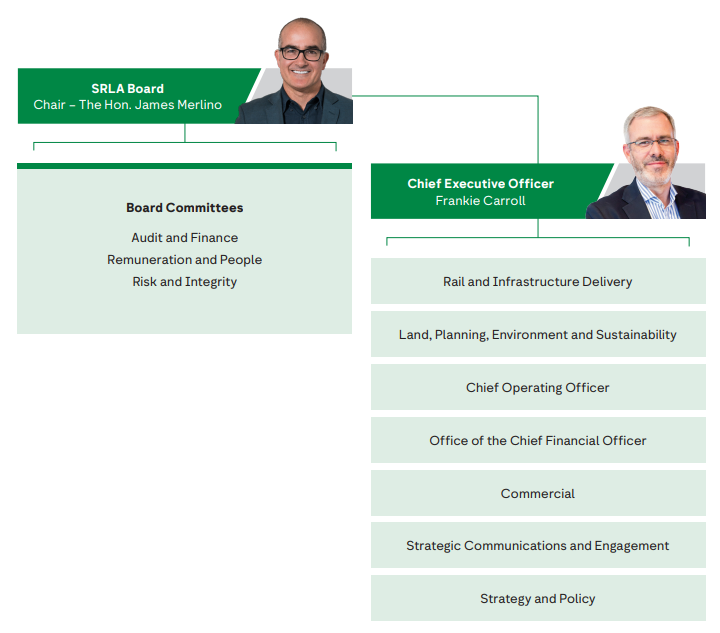 SRLA Board
Chair – The Hon. James Merlino
Board Committees
Audit and Finance
Remuneration and People
Risk and Integrity
Chief Executive Officer
Frankie Carroll
Rail and Infrastructure Delivery
Land, Planning, Environment and Sustainability
Chief Operating Officer
Office of the Chief Financial Officer
Commercial
Strategic Communications and Engagement
Strategy and Policy